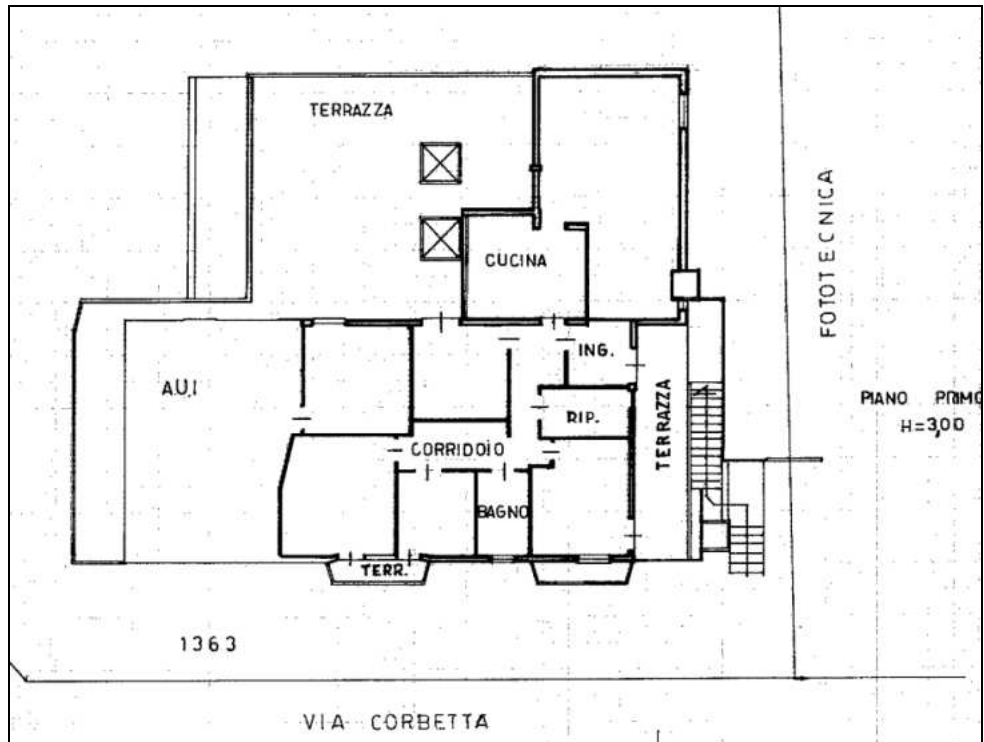 TERRAZZA
CUCINA
FOTOTECNICA
A.U.I
ING.
RIP.
TERRAZZA
PIANO PRIMO
H=3,00
CORRIDOIO
BAGNO
TERR.
1363
VIA CORBETTA